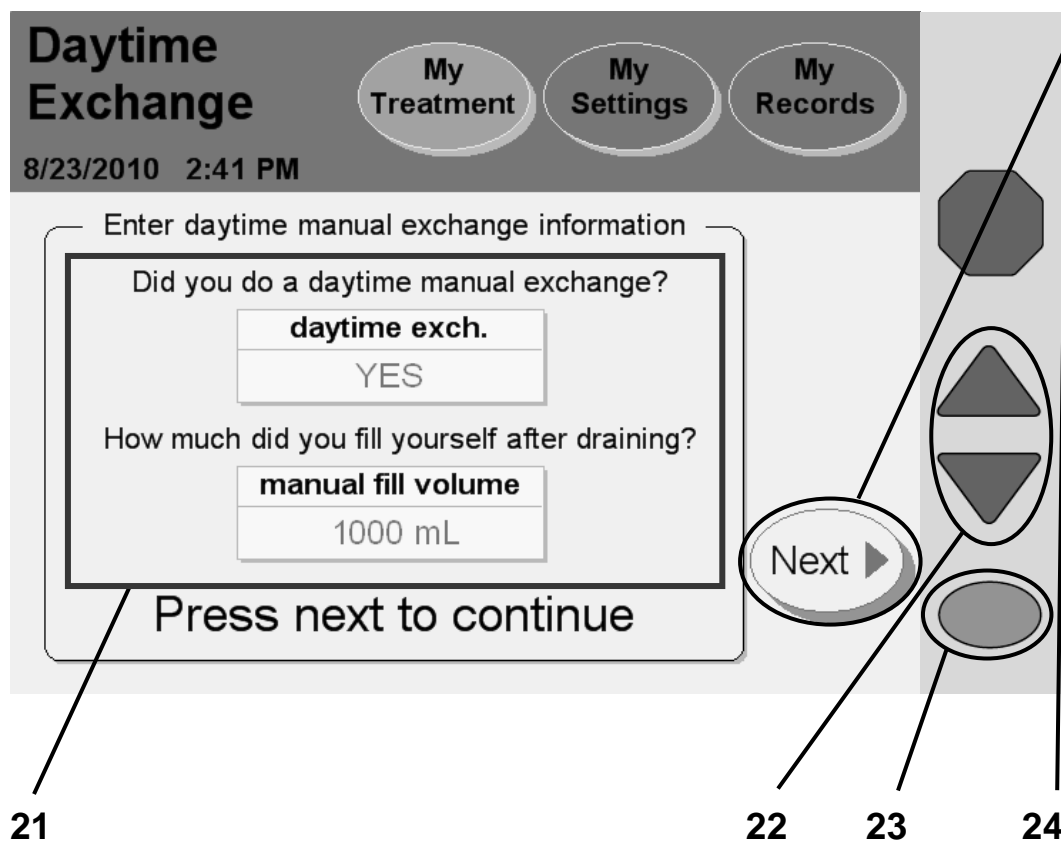 Daytime
Exchange
8/23/2010 2:41 PM
My
Treatment
My
Settings
My
Records
Enter daytime manual exchange information
Did you do a daytime manual exchange?
daytime exch.
YES
How much did you fill yourself after draining?
manual fill volume
1000 mL
Press next to continue
Next
21
22
23
24